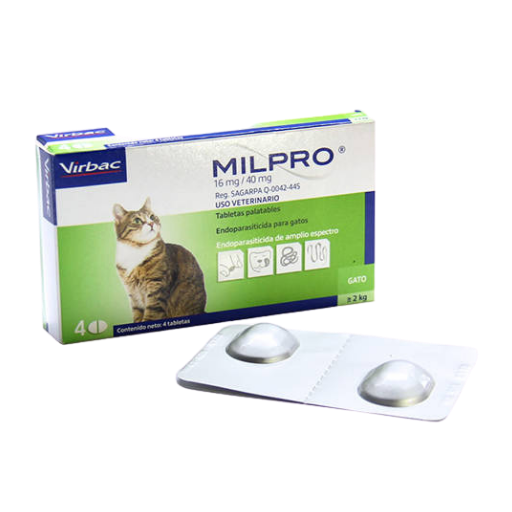 Virbac
MILPRO®
16 mg / 40 mg
Reg. SAGARPA Q-0042-445
USO VETERINARIO
Tabletas palatables
Endoparasiticida para gatos
Endoparasiticida de amplio espectro
GATO
≥ 2 kg
4
Contenido neto: 4 tabletas